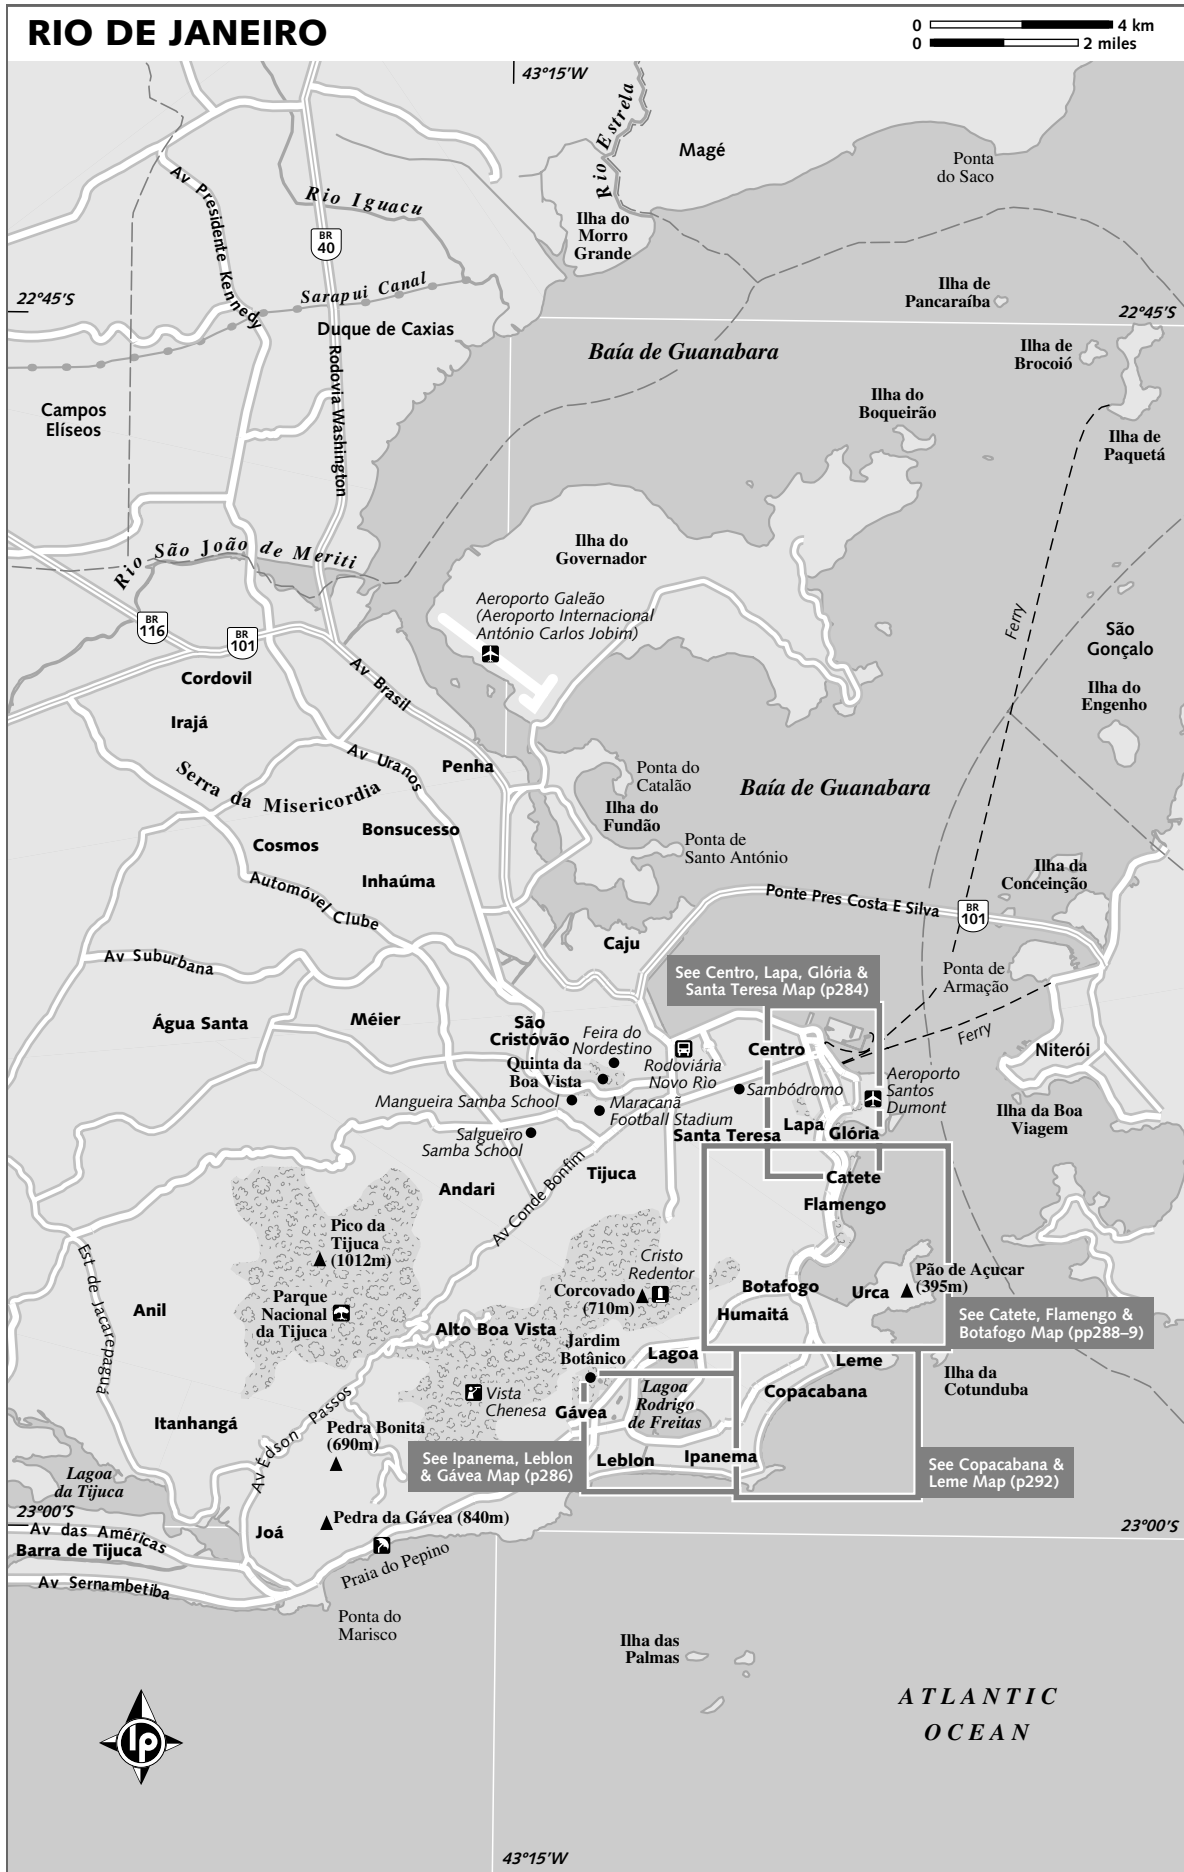 RIO DE JANEIRO
0
4 km
0
2 miles
43°15'W
Rio Estrela
Magé
Ponta
do Saco
Av Presidente Kennedy
Rio Iguacu
BR
40
Ilha do
Morro
Grande
22°45'S
Sarapui Canal
Ilha de
Pancaraíba
22°45'S
Duque de Caxias
Baía de Guanabara
Ilha de
Brocoió
Rodovia Washington
Campos
Elíseos
Ilha do
Boqueirão
Ilha de
Paquetá
Rio São João de Meriti
Ilha do
Governador
Aeroporto Galeão
(Aeroporto Internacional
António Carlos Jobim)
Ferry
BR
116
BR
101
São
Gonçalo
Cordovil
Av Brasil
Ilha do
Engenho
Irajá
Av Uranos
Penha
Serra da Misericordia
Ponta do
Catalão
Baía de Guanabara
Ilha do
Fundão
Bonsucesso
Cosmos
Ponta de
Santo António
Inhaúma
Ilha da
Conceinção
Automóvel Clube
Ponte Pres Costa E Silva
BR
101
Caju
Av Suburbana
See Centro, Lapa, Glória &
Santa Teresa Map (p284)
Ponta de
Armação
Água Santa
Méier
São
Cristóvão
Feira do
Nordestino
Ferry
Centro
Niterói
Quinta da
Boa Vista
Rodoviária
Novo Rio
Aeroporto
Santos
Dumont
Mangueira Samba School
Sambódromo
Maracanã
Football Stadium
Ilha da Boa
Viagem
Lapa
Salgueiro
Samba School
Santa Teresa
Glória
Tijuca
Catete
Andari
Av Conde Bonfim
Flamengo
Pico da
Tijuca
(1012m)
Cristo
Redentor
Est de Jacarepaguá
Pão de Açucar
(395m)
Corcovado
(710m)
Botafogo
Urca
Parque
Nacional
da Tijuca
Anil
Humaitá
See Catete, Flamengo &
Botafogo Map (pp288–9)
Alto Boa Vista
Jardim
Botânico
Lagoa
Leme
Ilha da
Cotunduba
Vista
Chenesa
Lagoa
Rodrigo
de Freitas
Copacabana
Itanhangá
Av Edson Passos
Gávea
Pedra Bonita
(690m)
See Ipanema, Leblon
& Gávea Map (p286)
Leblon
Ipanema
See Copacabana &
Leme Map (p292)
Lagoa
da Tijuca
23°00'S
Pedra da Gávea (840m)
Joá
23°00'S
Av das Américas
Barra de Tijuca
Praia do Pepino
Av Sernambetiba
Ponta do
Marisco
Ilha das
Palmas
ATLANTIC
OCEAN
lp
43°15'W